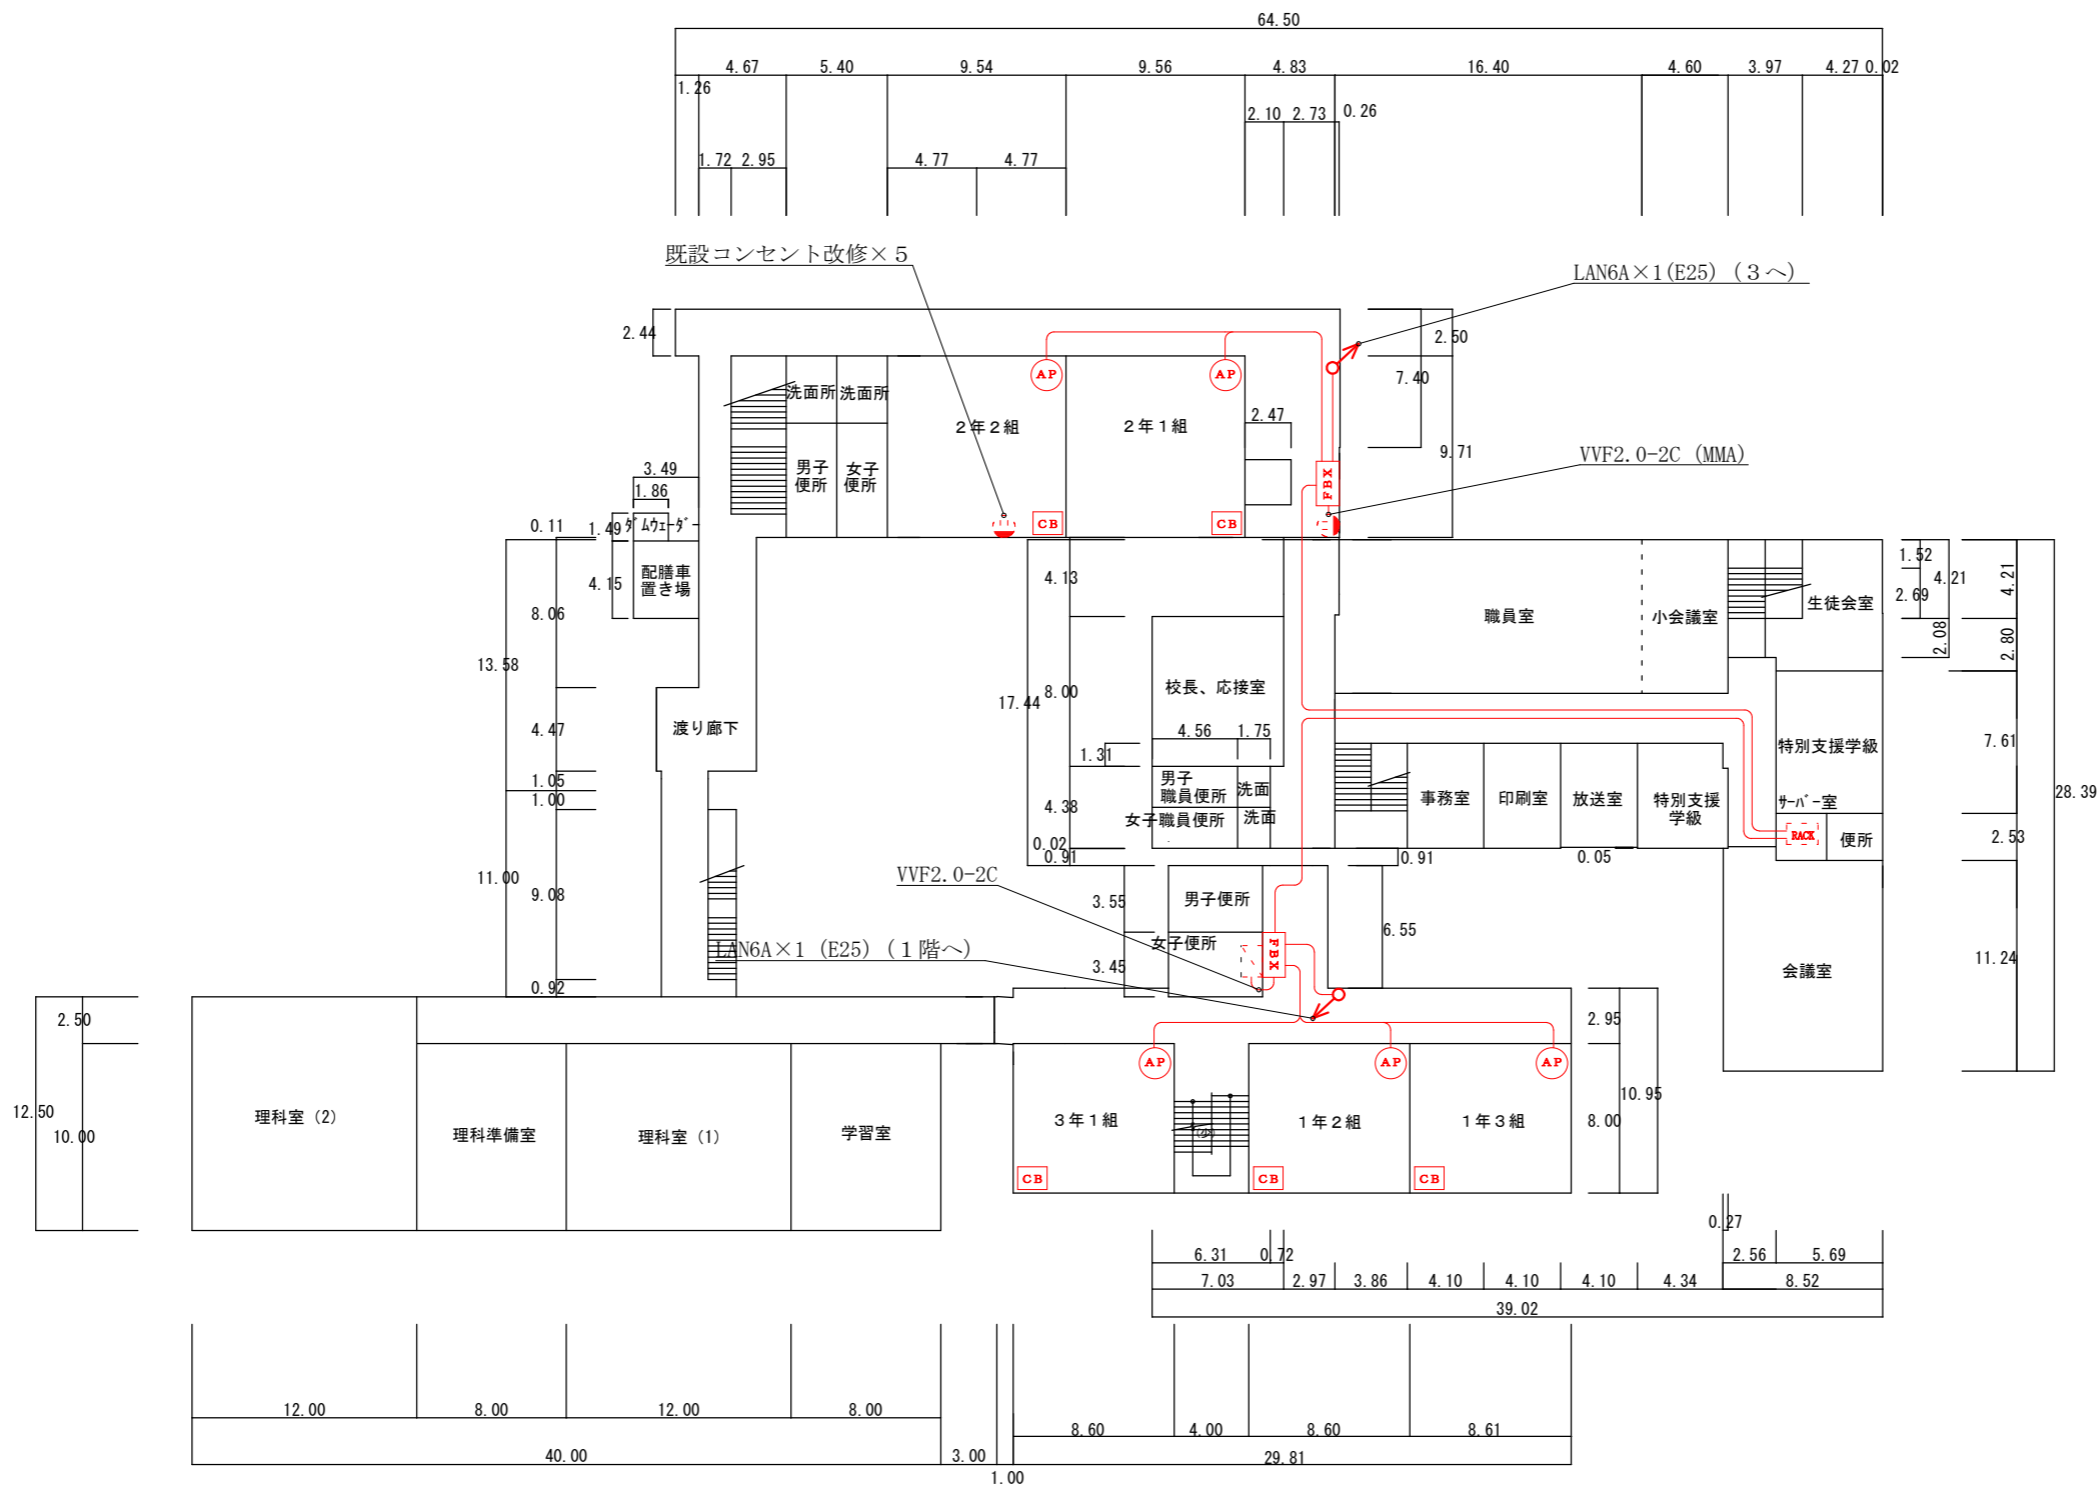 64.50
4.67 5.40 9.54 9.56 4.83 16.40 4.60 3.97 4.27 0.02
1.26
2.10 2.73 0.26
1.72 2.95 4.77 4.77
既設コンセント改修×５
LAN6A×1(E25)（３へ）
2.44
2.50
AP
AP
7.40
洗面所
洗面所
2年2組
2年1組
2.47
9.71
VVF2.0-2C (MMA)
男子
便所
女子
便所
3.49
1.86
FBX
0.11
1.49
ﾀﾞﾑｳｪｰﾀﾞｰ
CB
CB
4.15
配膳車
置き場
4.13
1.52
4.21
4.21
2.69
8.06
職員室
小会議室
生徒会室
2.08
2.80
13.58
17.44
8.00
校長、応接室
4.47
渡り廊下
4.56 1.75
特別支援学級
7.61
1.31
1.05
1.00
男子
職員便所
洗面
4.38
女子職員便所
洗面
事務室
印刷室
放送室
特別支援
学級
ｻｰﾊﾞｰ室
28.39
RACK
便所
2.53
0.02
0.91
0.91
0.05
11.00
9.08
VVF2.0-2C
3.55
男子便所
6.55
女子便所
FBX
LAN6A×1 (E25)（１階へ）
3.45
会議室
11.24
0.92
2.50
2.95
AP
AP
AP
12.50
10.00
理科室（2）
理科準備室
理科室（1）
学習室
3年1組
1年2組
1年3組
10.95
8.00
CB
CB
CB
0.27
6.31 0.72 2.56 5.69
7.03 2.97 3.86 4.10 4.10 4.10 4.34 8.52
39.02
12.00 8.00 12.00 8.00
8.60 4.00 8.60 8.61
40.00 3.00 29.81
1.00